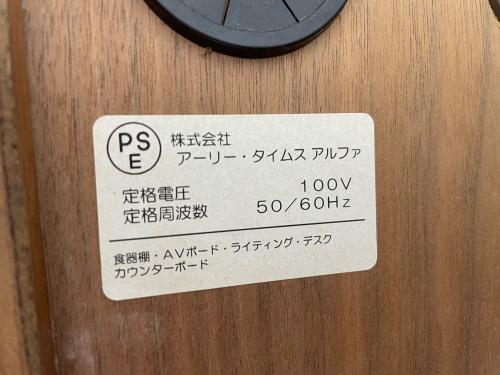 PS
E
株式会社
アーリー・タイムス アルファ
定格電圧 100V
定格周波数 50/60Hz
食器棚・AVボード・ライティング・デスク
カウンターボード